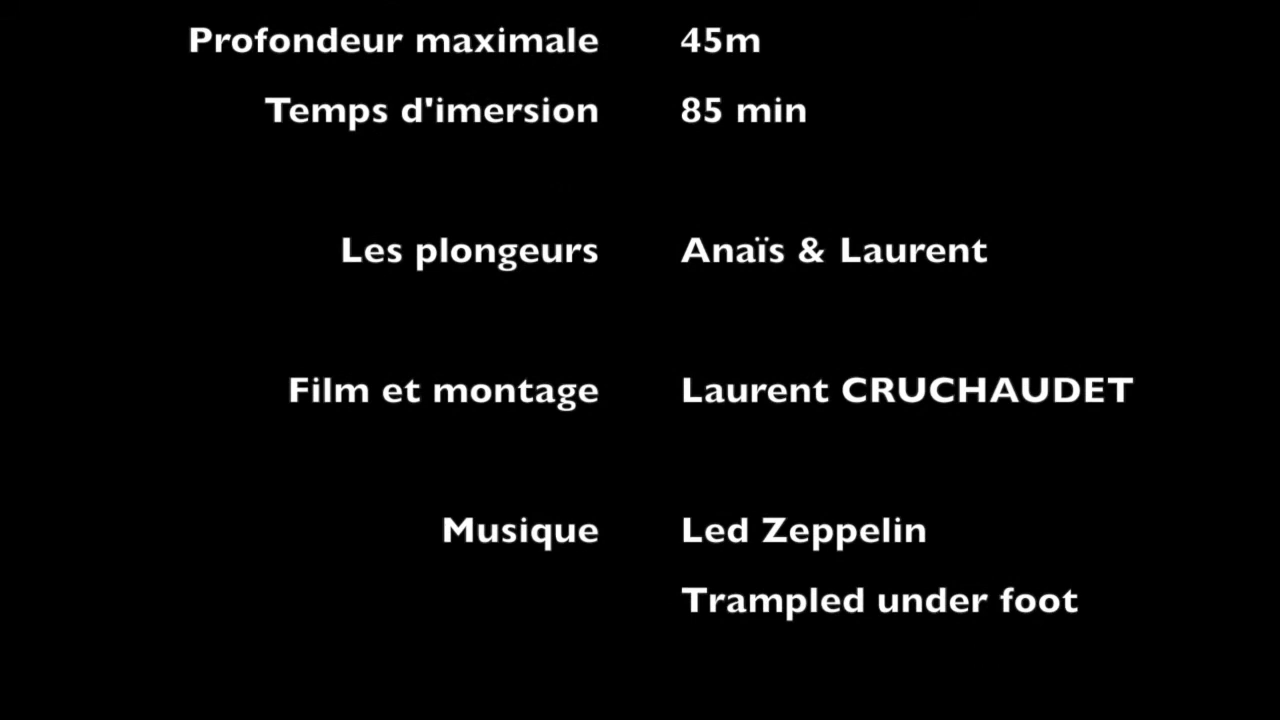 Profondeur maximale 45m
Temps d'imersion 85 min
Les plongeurs Anaïs & Laurent
Film et montage Laurent CRUCHAUDET
Musique Led Zeppelin
Trampled under foot